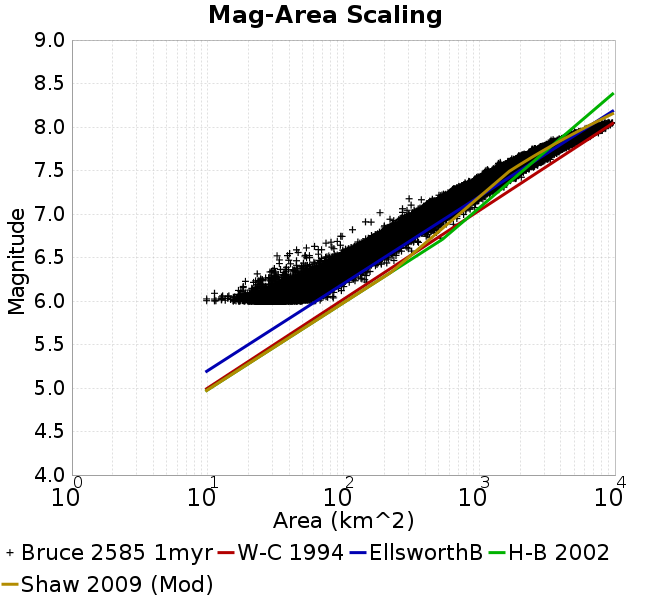 Mag-Area Scaling
9.0
8.5
8.0
7.5
7.0
6.5
6.0
5.5
5.0
4.5
4.0
Magnitude
10^0 10^1 10^2 10^3 10^4
Area (km^2)
+ Bruce 2585 1myr W-C 1994 EllsworthB H-B 2002
Shaw 2009 (Mod)